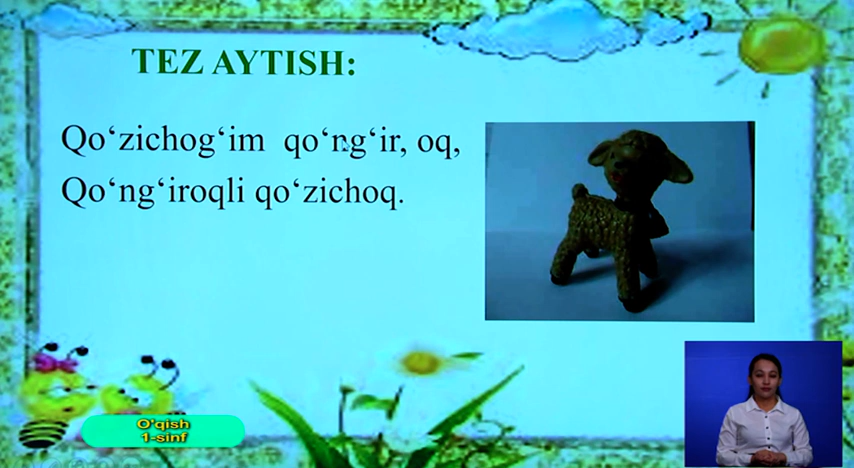 TEZ AYTISH:
Qo‘zichog‘im qo‘ng‘ir, oq,
Qo‘ng‘iroqli qo‘zichoq.
O‘qish
1-sinf